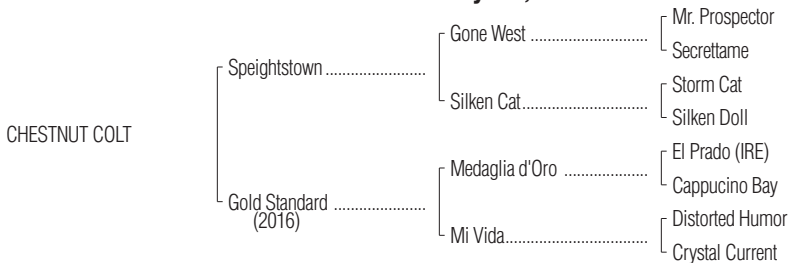 Mr. Prospector
Gone West ..............................
Secrettame
Speightstown .........................
Storm Cat
Silken Cat..............................
Silken Doll
CHESTNUT COLT
El Prado (IRE)
Medaglia d'Oro ....................
Cappucino Bay
Gold Standard .......................
(2016)
Distorted Humor
Mi Vida...................................
Crystal Current